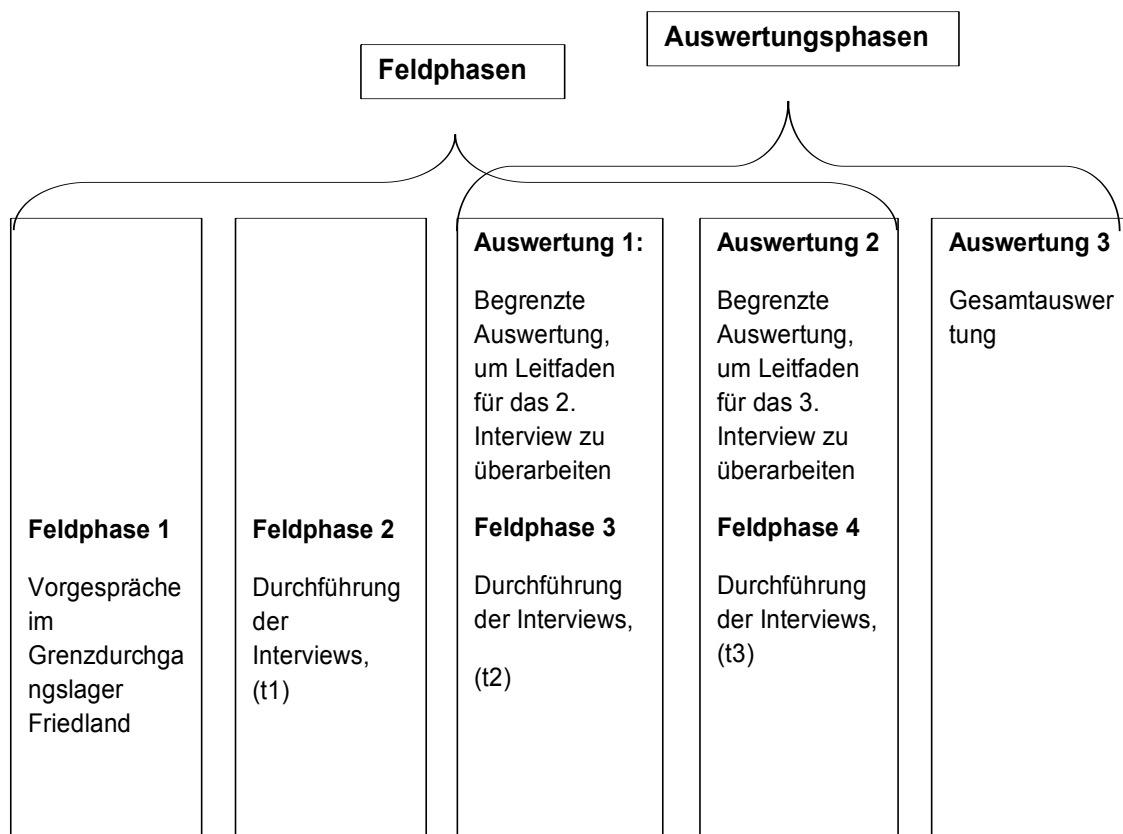 Auswertungsphasen
Feldphasen
Feldphase 1
Vorgespräche
im
Grenzdurchga
ngslager
Friedland
Feldphase 2
Durchführung
der
Interviews,
(t1)
Auswertung 1:
Begrenzte
Auswertung,
um Leitfaden
für das 2.
Interview zu
überarbeiten
Feldphase 3
Durchführung
der Interviews,
(t2)
Auswertung 2
Begrenzte
Auswertung,
um Leitfaden
für das 3.
Interview zu
überarbeiten
Feldphase 4
Durchführung
der Interviews,
(t3)
Auswertung 3
Gesamtauswer
tung